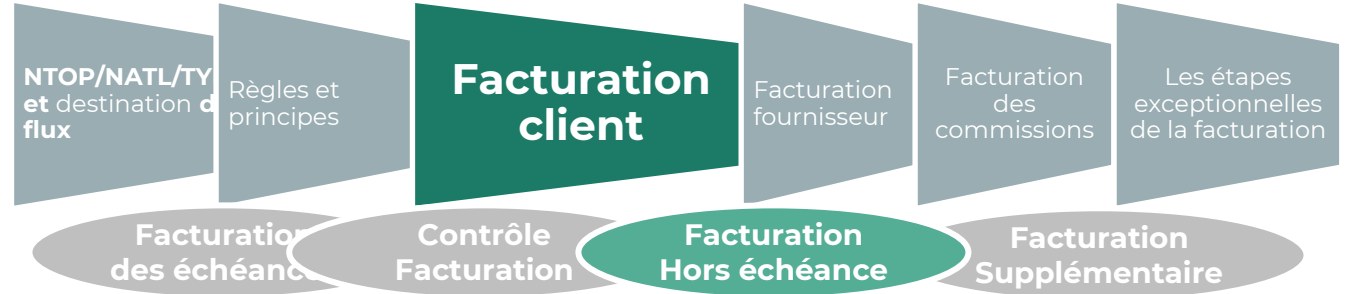 NTOP/NATL/TY
et destination d
flux
Règles et
principes
Facturation
client
Facturation
fournisseur
Facturation
des
commissions
Les étapes
exceptionnelles
de la facturation
Facturation
des échéance
Contrôle
Facturation
Facturation
Hors échéance
Facturation
Supplémentaire